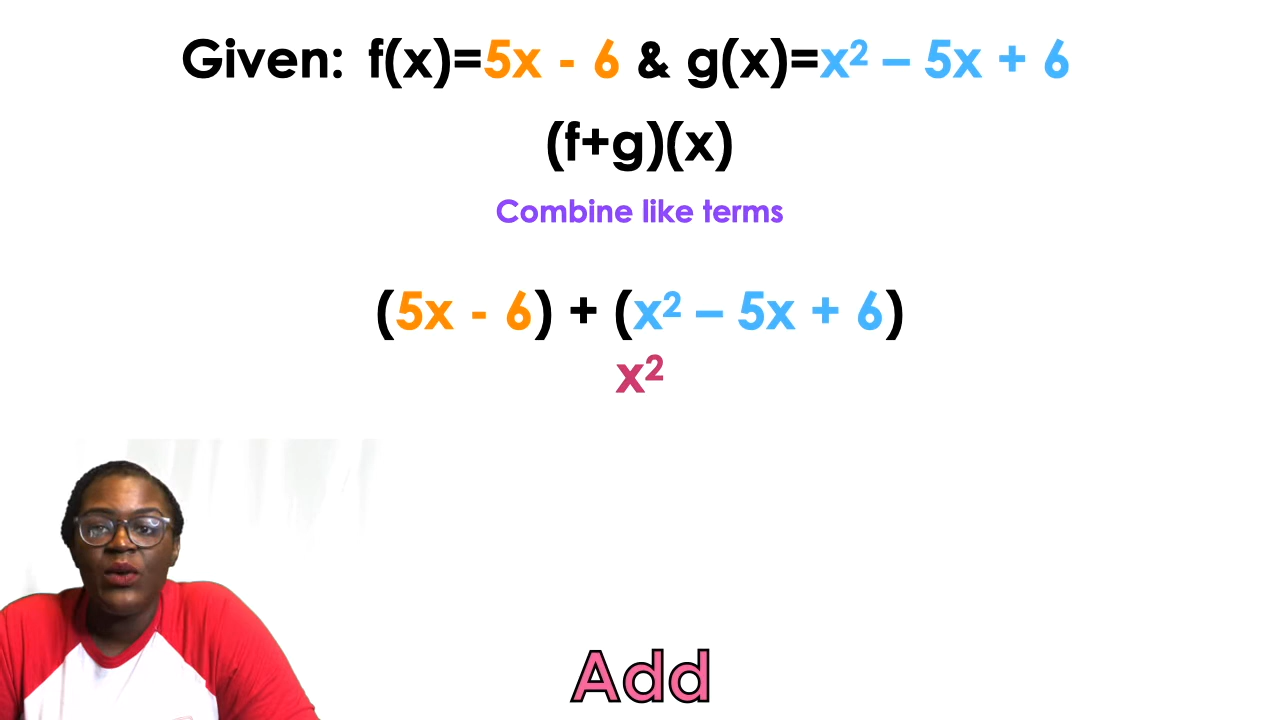 Given: f(x)=5x - 6 & g(x)=x² – 5x + 6
(f+g)(x)
Combine like terms
(5x - 6) + (x² – 5x + 6)
x²
Add